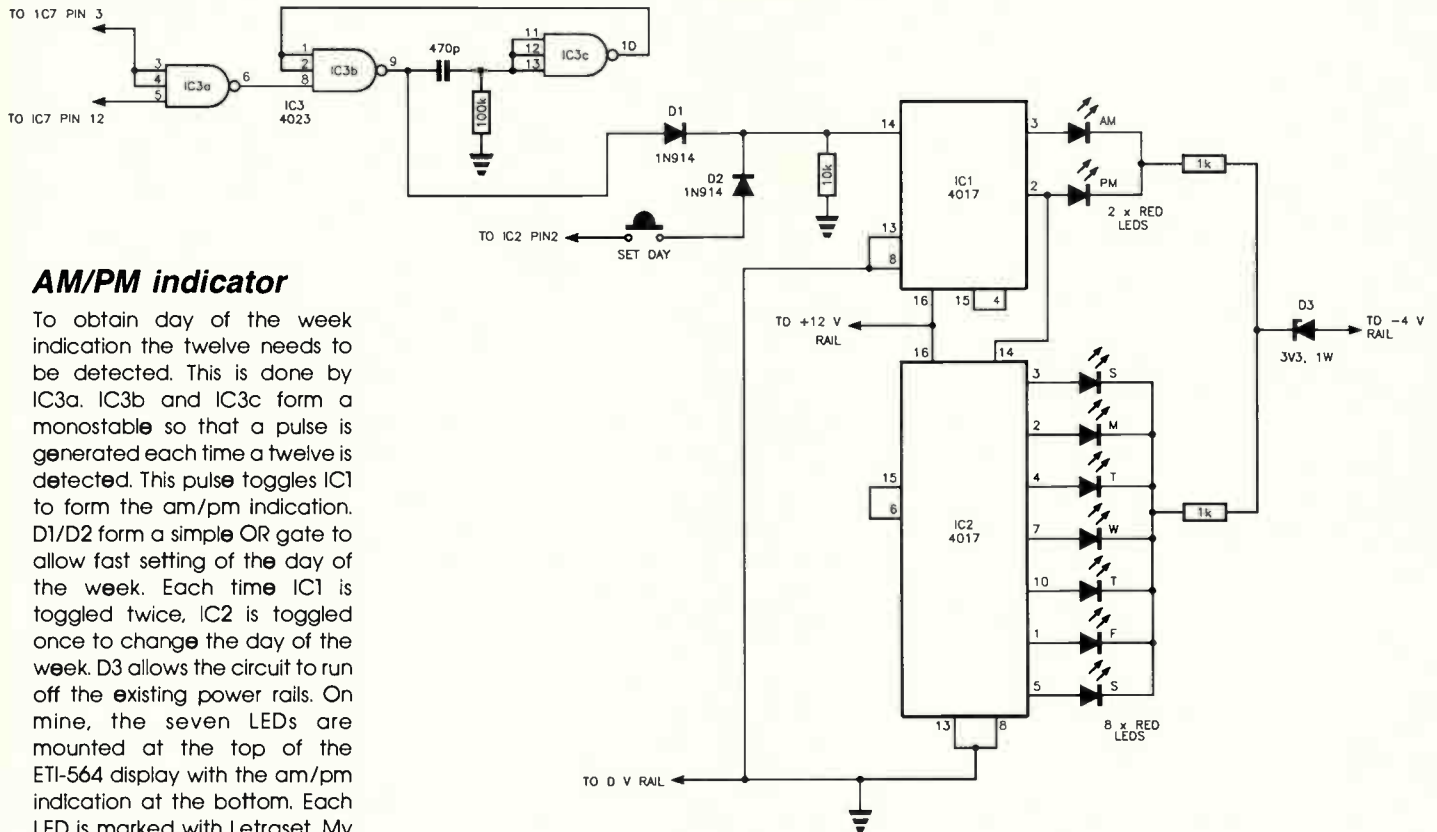 TO 1C7 PIN 3
3
4
5
IC3a
6
TO IC7 PIN 12
1
2
8
IC3b
9
IC3
4023
470p
100k
11
12
13
IC3c
1D
D1
1N914
D2
1N914
TO IC2 PIN2
SET DAY
10k
14
IC1
4017
13
8
16
15
4
3
AM
2
PM
2 x RED
LEDS
1k
TO +12 V
RAIL
D3
TD -4 V
RAIL
3V3, 1W
16
14
IC2
4017
15
6
3
S
2
M
4
T
7
W
10
T
1
F
5
S
8 x RED
LEDS
1k
13
8
TO D V RAIL
AM/PM indicator
To obtain day of the week
indication the twelve needs to
be detected. This is done by
IC3a. IC3b and IC3c form a
monostable so that a pulse is
generated each time a twelve is
detected. This pulse toggles IC1
to form the am/pm indication.
D1/D2 form a simple OR gate to
allow fast setting of the day of
the week. Each time IC1 is
toggled twice, IC2 is toggled
once to change the day of the
week. D3 allows the circuit to run
off the existing power rails. On
mine, the seven LEDs are
mounted at the top of the
ETI-564 display with the am/pm
indication at the bottom. Each
LED is marked with Letraset. My